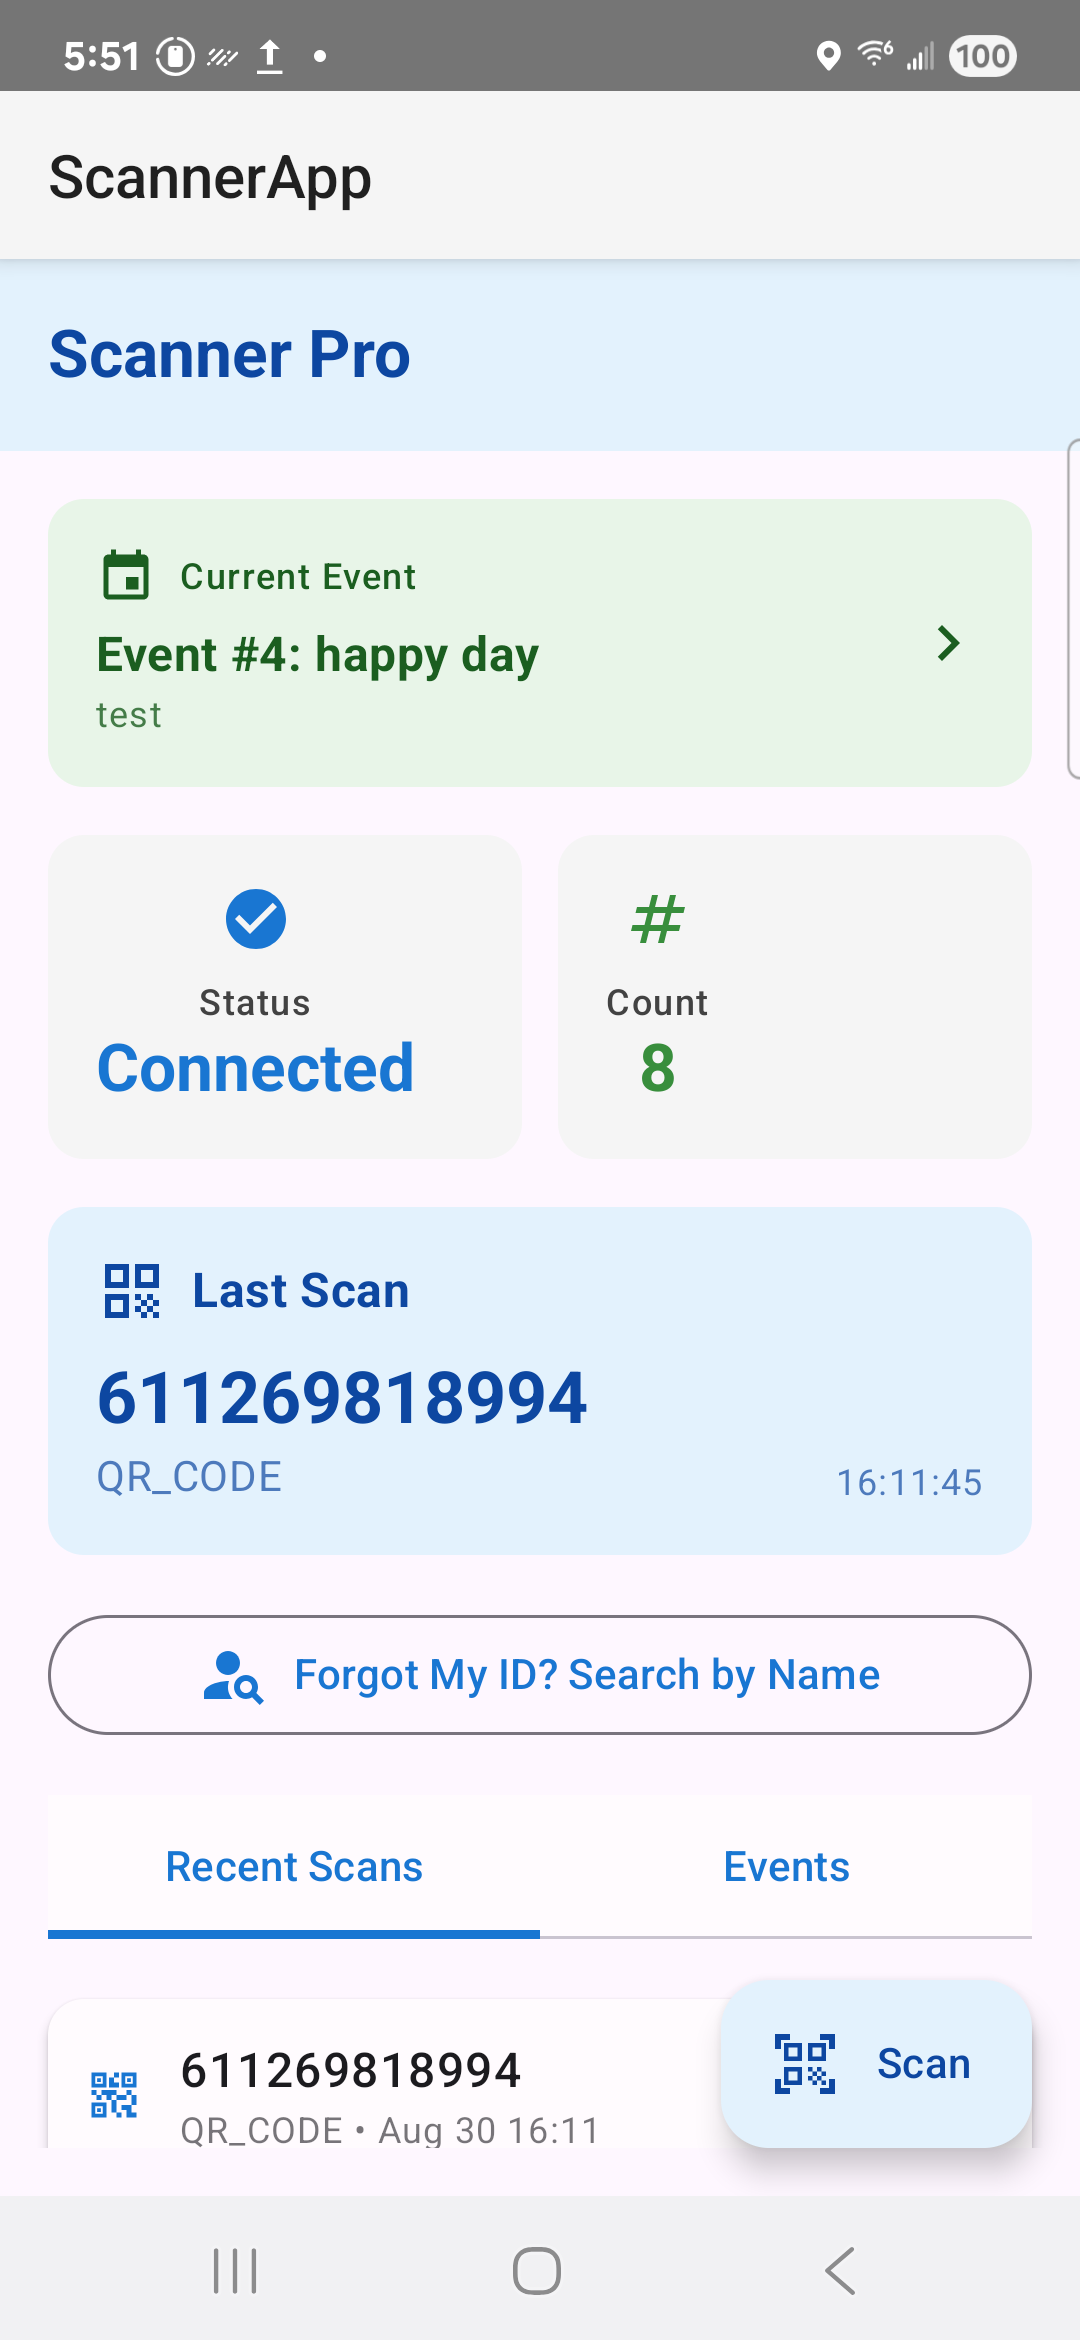 5:51
6
100
ScannerApp
Scanner Pro
Current Event
Event #4: happy day
test
Status
Connected
#
Count
8
Last Scan
611269818994
QR_CODE
16:11:45
Forgot My ID? Search by Name
Recent Scans
Events
611269818994
QR_CODE • Aug 30 16:11
Scan